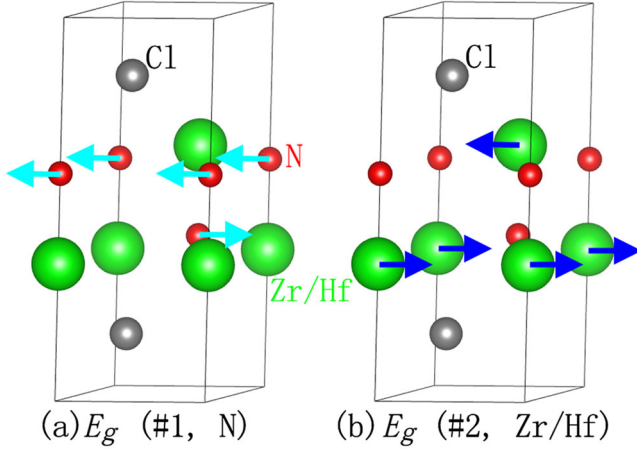 Cl
Cl
N
Zr/Hf
(a) Eg (#1, N)
(b) Eg (#2, Zr/Hf)